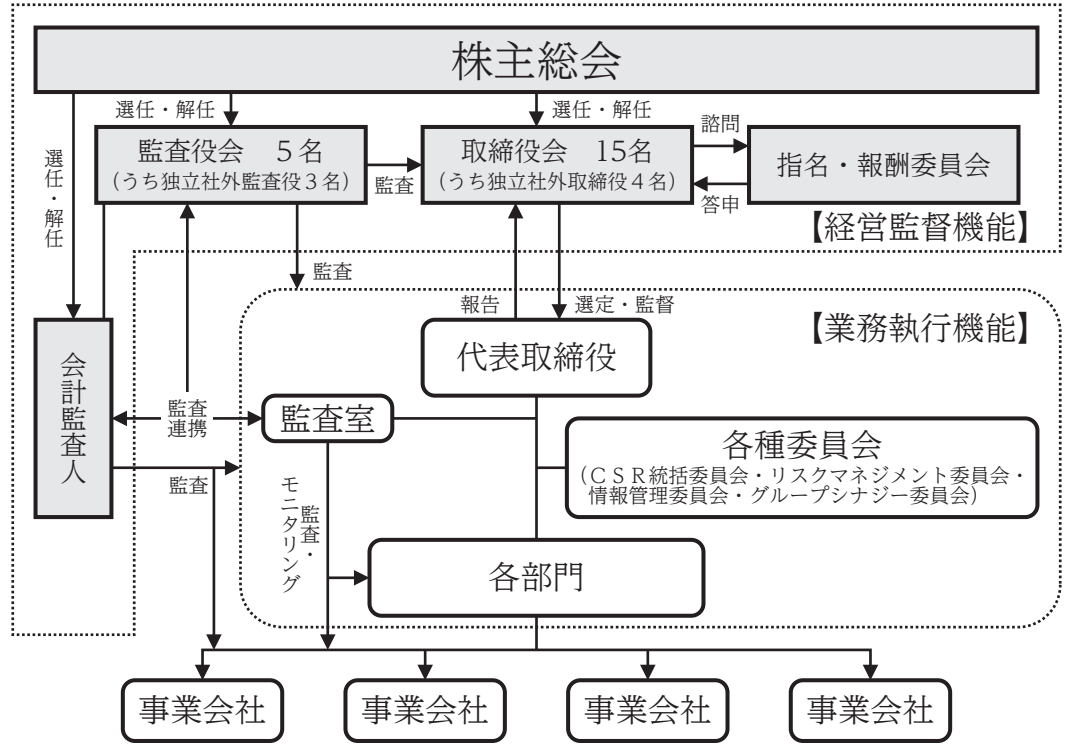 株主総会
選任・解任
選任・解任
選任・解任
諮問
監査役会　5名
（うち独立社外監査役3名）
監査
取締役会　15名
（うち独立社外取締役4名）
答申
指名・報酬委員会
【経営監督機能】
監査
報告
選定・監督
【業務執行機能】
会計監査人
代表取締役
監査
連携
監査室
監査
各種委員会
（ＣＳＲ統括委員会・リスクマネジメント委員会・
情報管理委員会・グループシナジー委員会）
監査・
モニタリング
各部門
事業会社
事業会社
事業会社
事業会社